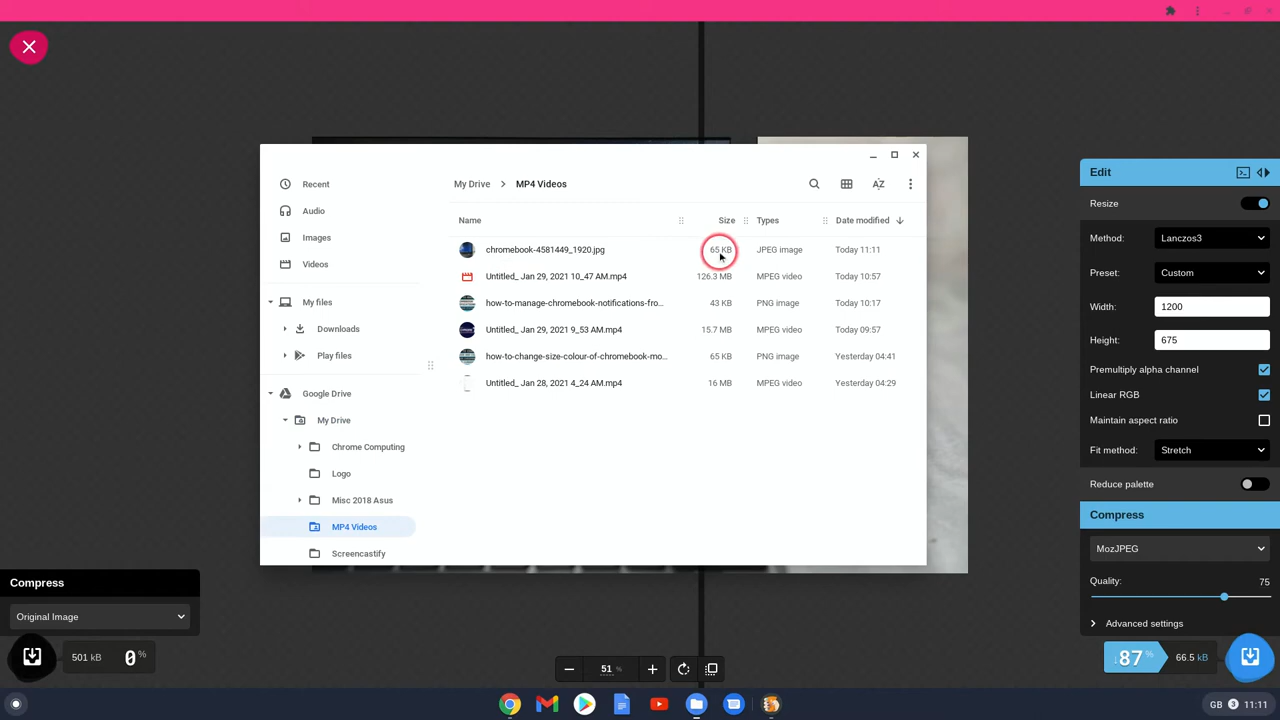 Recent
Audio
Images
Videos
My files
Downloads
Play files
Google Drive
My Drive
Chrome Computing
Logo
Misc 2018 Asus
MP4 Videos
Screencastify
My Drive > MP4 Videos
AZ
Name Size Types Date modified
chromebook-4581449_1920.jpg 65 KB JPEG image Today 11:11
Untitled_ Jan 29, 2021 10_47 AM.mp4 126.3 MB MPEG video Today 10:57
how-to-manage-chromebook-notifications-fro... 43 KB PNG image Today 10:17
Untitled_ Jan 29, 2021 9_53 AM.mp4 15.7 MB MPEG video Today 09:57
how-to-change-size-colour-of-chromebook-mo... 65 KB PNG image Yesterday 04:41
Untitled_ Jan 28, 2021 4_24 AM.mp4 16 MB MPEG video Yesterday 04:29
Edit
Resize
Method: Lanczos3
Preset: Custom
Width: 1200
Height: 675
Premultiply alpha channel
Linear RGB
Maintain aspect ratio
Fit method: Stretch
Reduce palette
Compress
MozJPEG
Quality: 75
Advanced settings
↓87 % 66.5 kB
Compress
Original Image
501 kB 0 %
51 %
GB 3 11:11